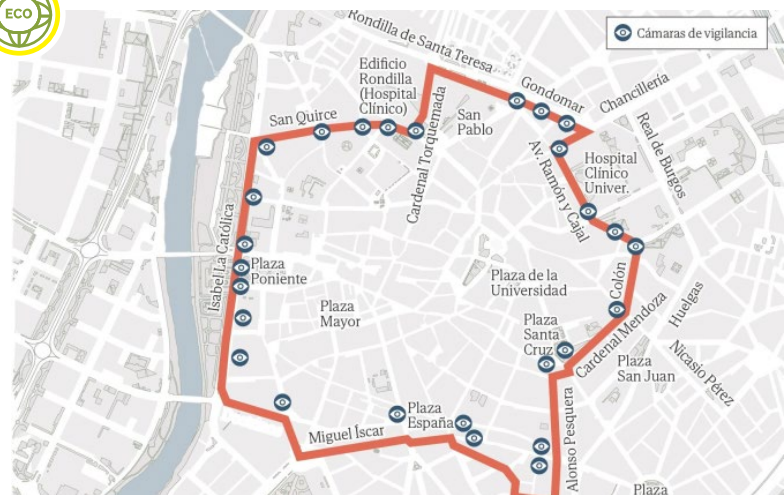 ECO
Cámaras de vigilancia
Rondilla de Santa Teresa
Edificio
Rondilla
(Hospital
Clínico)
Gondomar
Chancillería
San Quirce
San
Pablo
Cardenal Torquemada
Av. Ramón y Cajal
Hospital
Clínico
Univer.
Real de Burgos
Isabel La Católica
Plaza
Poniente
Plaza de la
Universidad
Colón
Plaza
Mayor
Huelgas
Plaza
Santa
Cruz
Cardenal Mendoza
Plaza
San Juan
Nicasio Pérez
Plaza
España
Miguel Íscar
Alonso Pesquera
Plaza